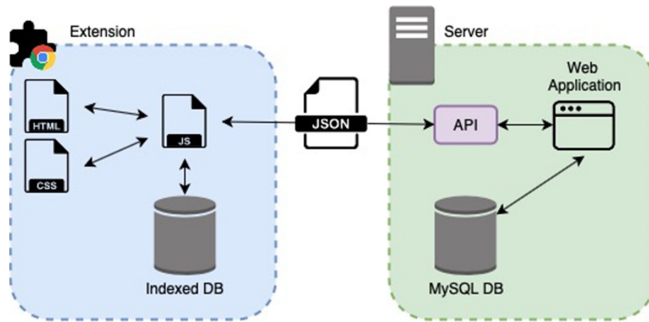 Extension
Server
HTML
CSS
JS
JSON
API
Web
Application
Indexed DB
MySQL DB